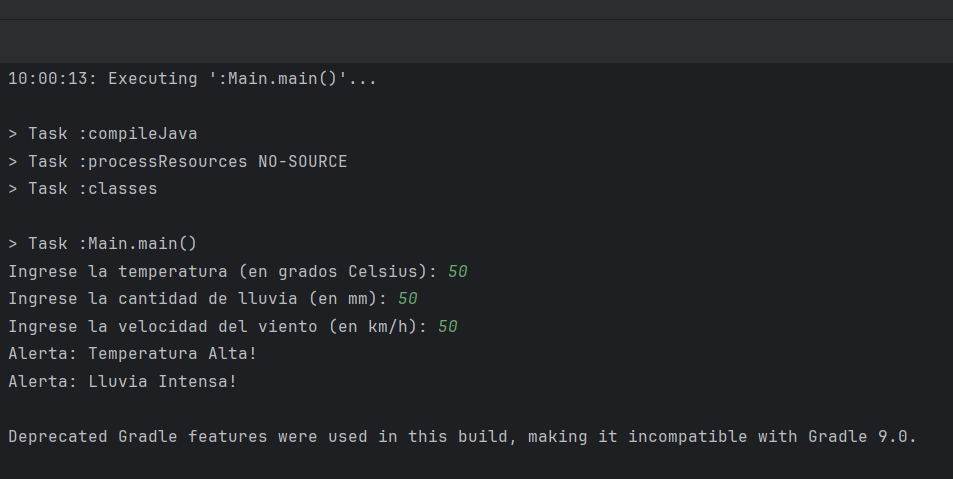 10:00:13: Executing ':Main.main()'...
> Task :compileJava
> Task :processResources NO-SOURCE
> Task :classes
> Task :Main.main()
Ingrese la temperatura (en grados Celsius): 50
Ingrese la cantidad de lluvia (en mm): 50
Ingrese la velocidad del viento (en km/h): 50
Alerta: Temperatura Alta!
Alerta: Lluvia Intensa!
Deprecated Gradle features were used in this build, making it incompatible with Gradle 9.0.